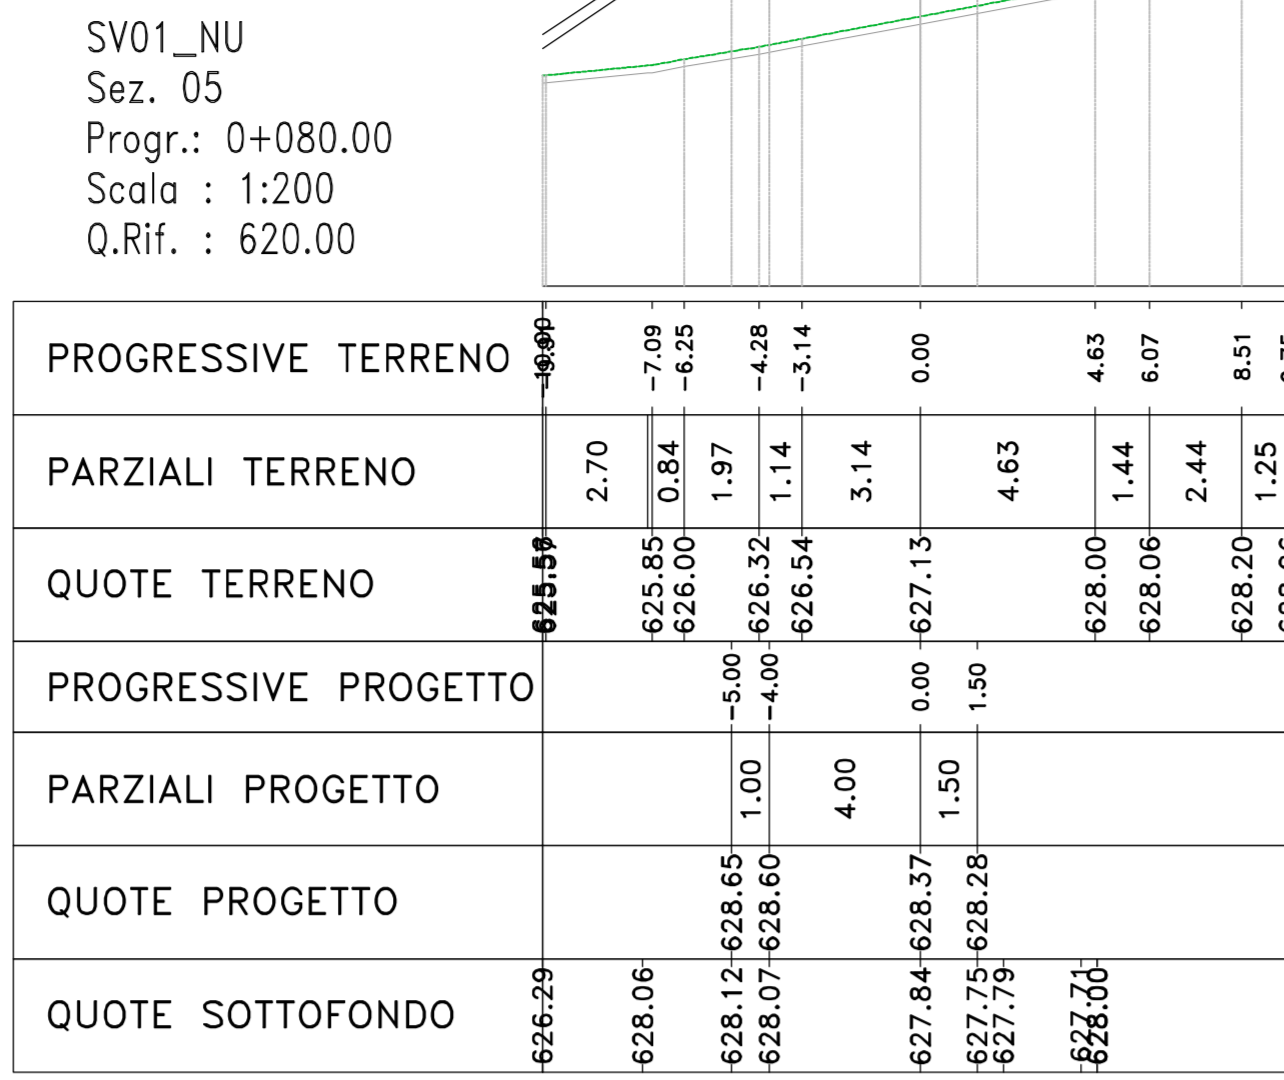 SV01_NU
Sez. 05
Progr.: 0+080.00
Scala : 1:200
Q.Rif. : 620.00
PROGRESSIVE TERRENO -7.09 -6.25 -4.28 -3.14 0.00 4.63 6.07 8.51
PARZIALI TERRENO 2.70 0.84 1.97 1.14 3.14 4.63 1.44 2.44 1.25
QUOTE TERRENO 625.85 626.00 626.32 626.54 627.13 628.00 628.06 628.20
PROGRESSIVE PROGETTO -5.00 -4.00 0.00 1.50
PARZIALI PROGETTO 1.00 4.00 1.50
QUOTE PROGETTO 628.65 628.60 628.37 628.28
QUOTE SOTTOFONDO 626.29 628.06 628.12 628.07 627.84 627.75 627.79 627.71 628.00